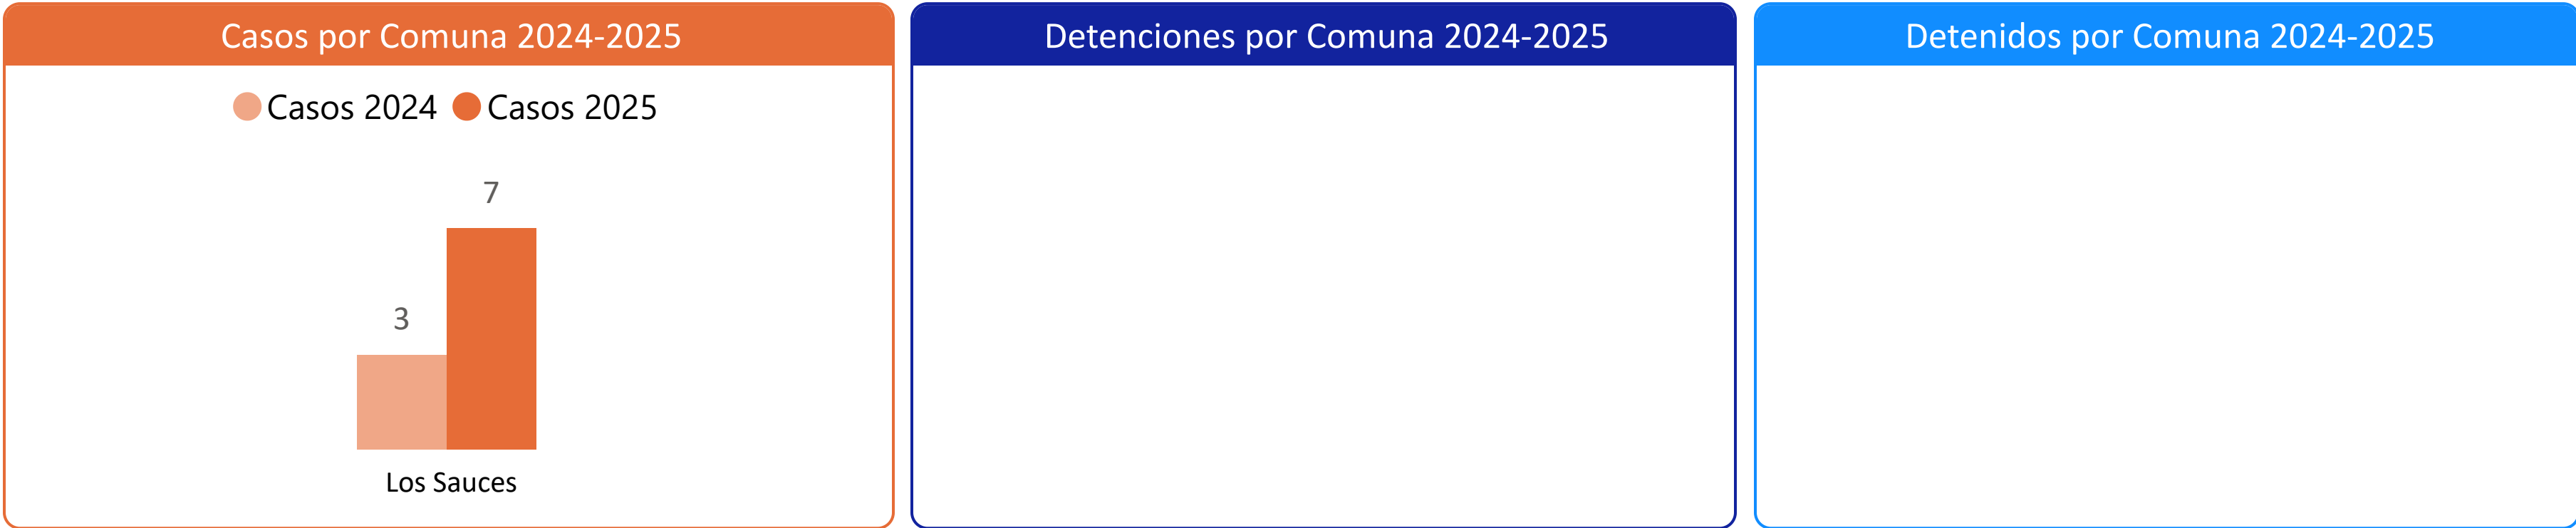 Casos por Comuna 2024-2025
Casos 2024 Casos 2025
7
3
Los Sauces
Detenciones por Comuna 2024-2025
Detenidos por Comuna 2024-2025